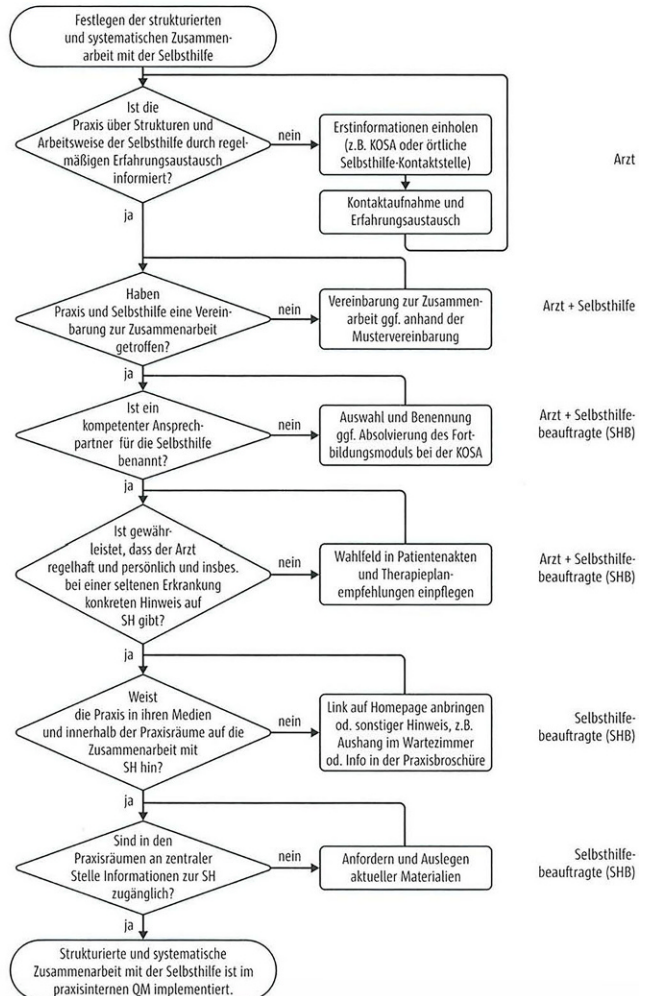 Festlegen der strukturierten
und systematischen Zusammen-
arbeit mit der Selbsthilfe
Ist die
Praxis über Strukturen und
Arbeitsweise der Selbsthilfe durch regel-
mäßigen Erfahrungsaustausch
informiert?
nein
Erstinformationen einholen
(z.B. KOSA oder örtliche
Selbsthilfe-Kontaktstelle)
Arzt
Kontaktaufnahme und
Erfahrungsaustausch
ja
Haben
Praxis und Selbsthilfe eine Verein-
barung zur Zusammenarbeit
getroffen?
nein
Vereinbarung zur Zusammen-
arbeit ggf. anhand der
Mustervereinbarung
Arzt + Selbsthilfe
ja
Ist ein
kompetenter Ansprech-
partner für die Selbsthilfe
benannt?
nein
Auswahl und Benennung
ggf. Absolvierung des Fort-
bildungsmoduls bei der KOSA
Arzt + Selbsthilfe-
beauftragte (SHB)
ja
Ist gewähr-
leistet, dass der Arzt
regelhaft und persönlich und insbes.
bei einer seltenen Erkrankung
konkreten Hinweis auf
SH gibt?
nein
Wahlfeld in Patientenakten
und Therapieplan-
empfehlungen einpflegen
Arzt + Selbsthilfe-
beauftragte (SHB)
ja
Weist
die Praxis in ihren Medien
und innerhalb der Praxisräume auf die
Zusammenarbeit mit
SH hin?
nein
Link auf Homepage anbringen
od. sonstiger Hinweis, z.B.
Aushang im Wartezimmer
od. Info in der Praxisbroschüre
Selbsthilfe-
beauftragte (SHB)
ja
Sind in den
Praxisräumen an zentraler
Stelle Informationen zur SH
zugänglich?
nein
Anfordern und Auslegen
aktueller Materialien
Selbsthilfe-
beauftragte (SHB)
ja
Strukturierte und systematische
Zusammenarbeit mit der Selbsthilfe ist im
praxisinternen QM implementiert.